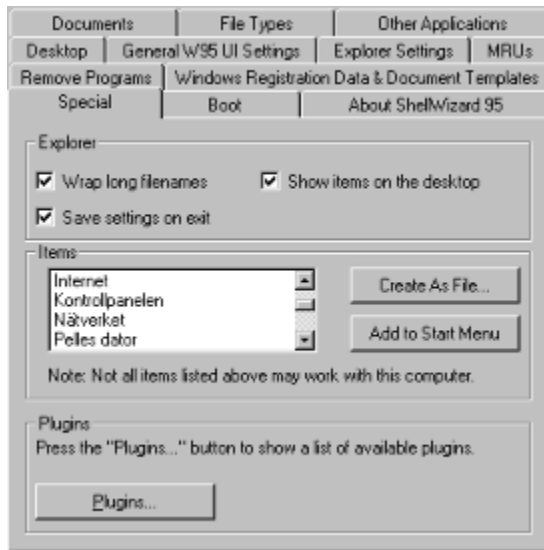 Documents File Types Other Applications
Desktop General W95 UI Settings Explorer Settings MRUs
Remove Programs Windows Registration Data & Document Templates
Special Boot About ShellWizard 95
Explorer
Wrap long filenames Show items on the desktop
Save settings on exit
Items
Internet
Kontrollpanelen
Nätverket
Pelles dator
Create As File...
Add to Start Menu
Note: Not all items listed above may work with this computer.
Plugins
Press the "Plugins..." button to show a list of available plugins.
Plugins...